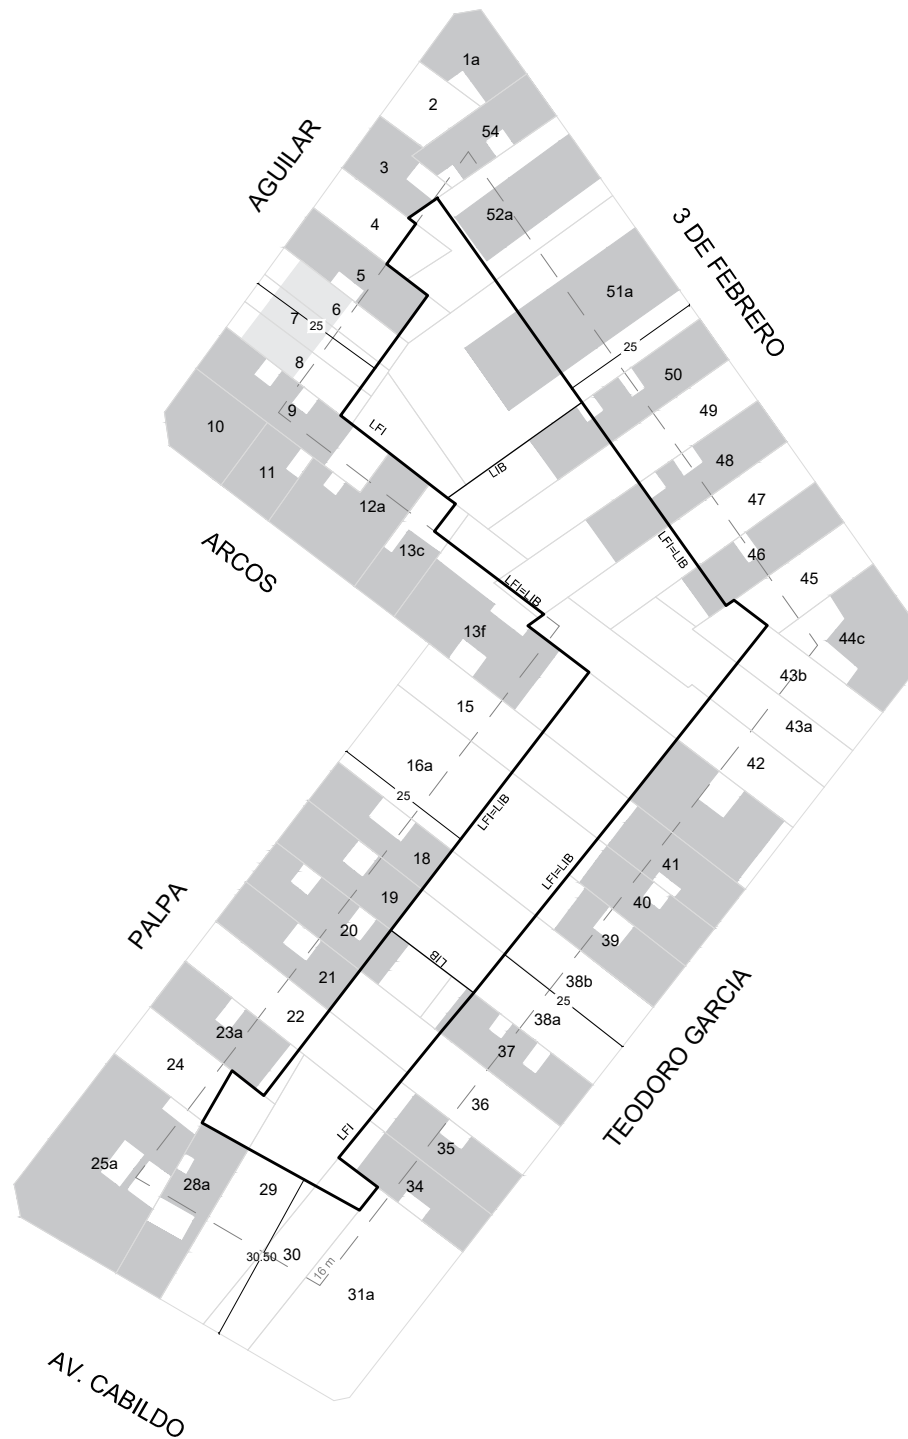 1a
2
54
AGUILAR
3
52a
4
3 DE FEBRERO
5
51a
6
7
25
25
8
50
9
49
LFI
10
48
LIB
11
47
12a
ARCOS
13c
LFI=LIB
46
45
LFI=LIB
13f
44c
43b
15
43a
16a
42
25
LFI=LIB
18
41
LFI=LIB
19
40
PALPA
20
39
LIB
21
38b
25
22
38a
23a
37
TEODORO GARCIA
24
36
LFI
35
25a
28a
29
34
30.50
30
16 m
31a
AV. CABILDO